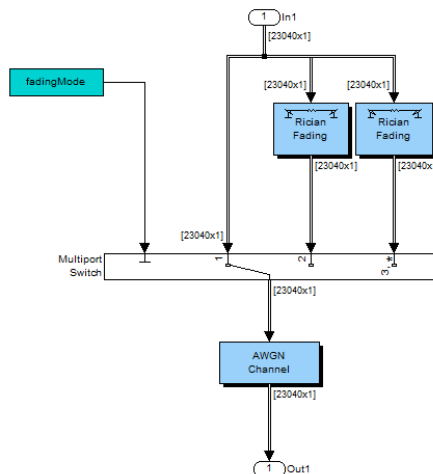 1 In1
[23040x1]
fadingMode
[23040x1] [23040x1]
Rician Fading
Rician Fading
[23040x1] [23040x
[23040x1]
Multiport Switch
1 2 3,*
[23040x1]
AWGN Channel
[23040x1]
1 Out1